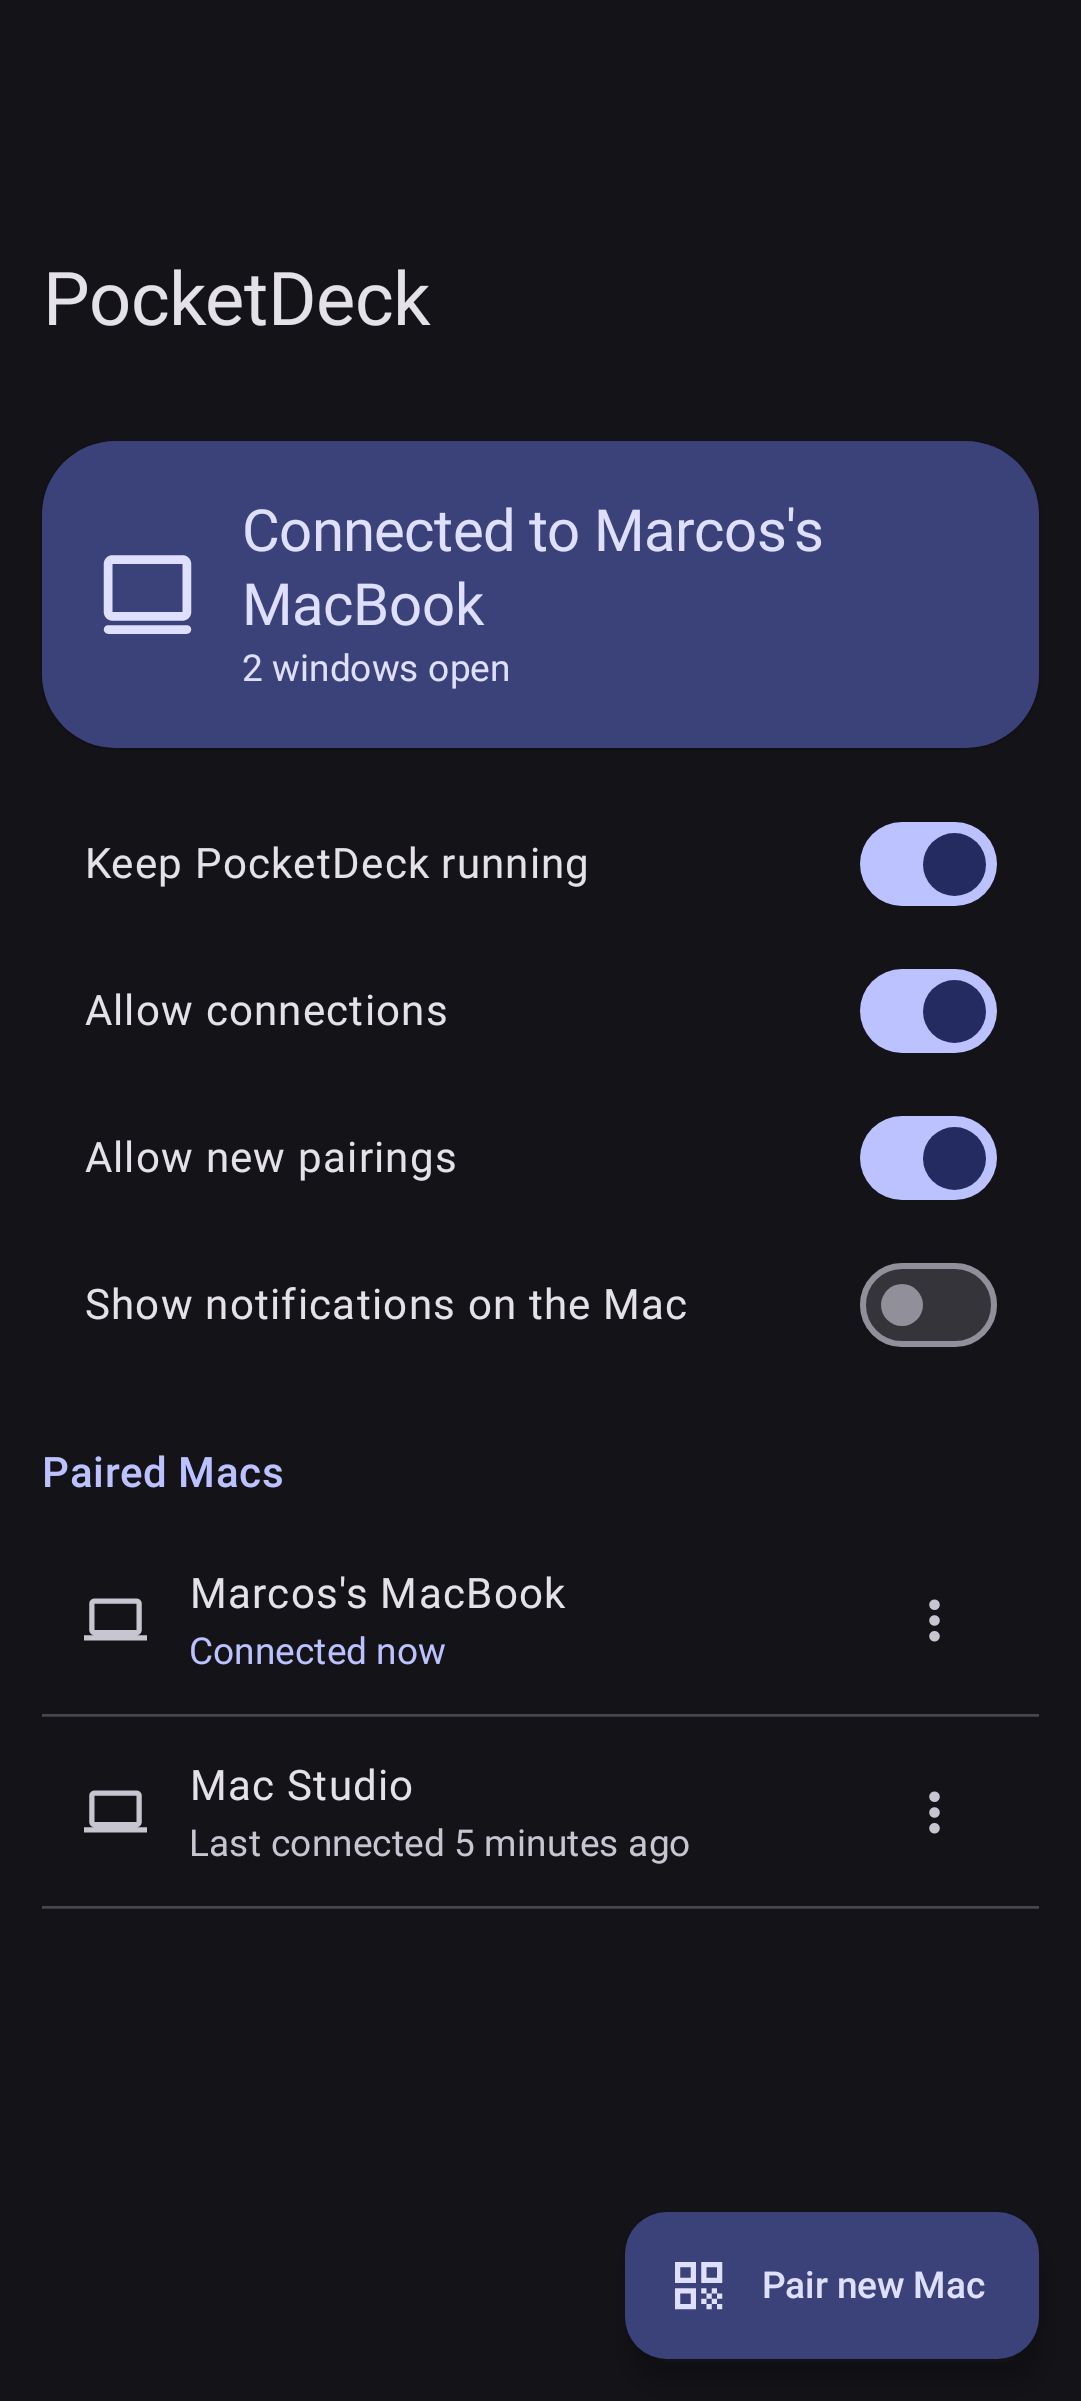 PocketDeck
Connected to Marcos's
MacBook
2 windows open
Keep PocketDeck running
Allow connections
Allow new pairings
Show notifications on the Mac
Paired Macs
Marcos's MacBook
Connected now
Mac Studio
Last connected 5 minutes ago
Pair new Mac